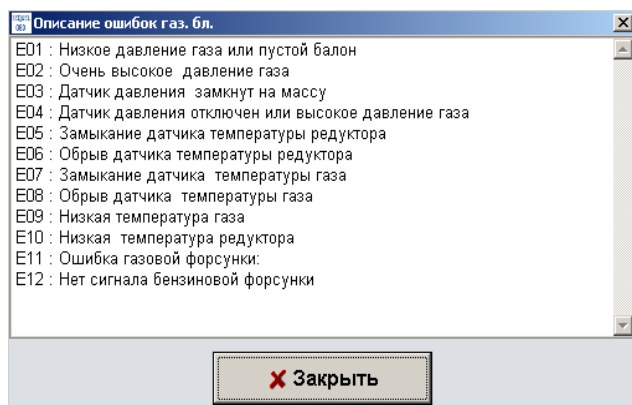 Описание ошибок газ. бл.
E01 : Низкое давление газа или пустой балон
E02 : Очень высокое  давление газа
E03 : Датчик давления  замкнут на массу
E04 : Датчик давления отключен или высокое давление газа
E05 : Замыкание датчика температуры редуктора
E06 : Обрыв датчика температуры редуктора
E07 : Замыкание датчика  температуры газа
E08 : Обрыв датчика  температуры газа
E09 : Низкая температура газа
E10 : Низкая  температура редуктора
E11 : Ошибка газовой форсунки:
E12 : Нет сигнала бензиновой форсунки
Закрыть